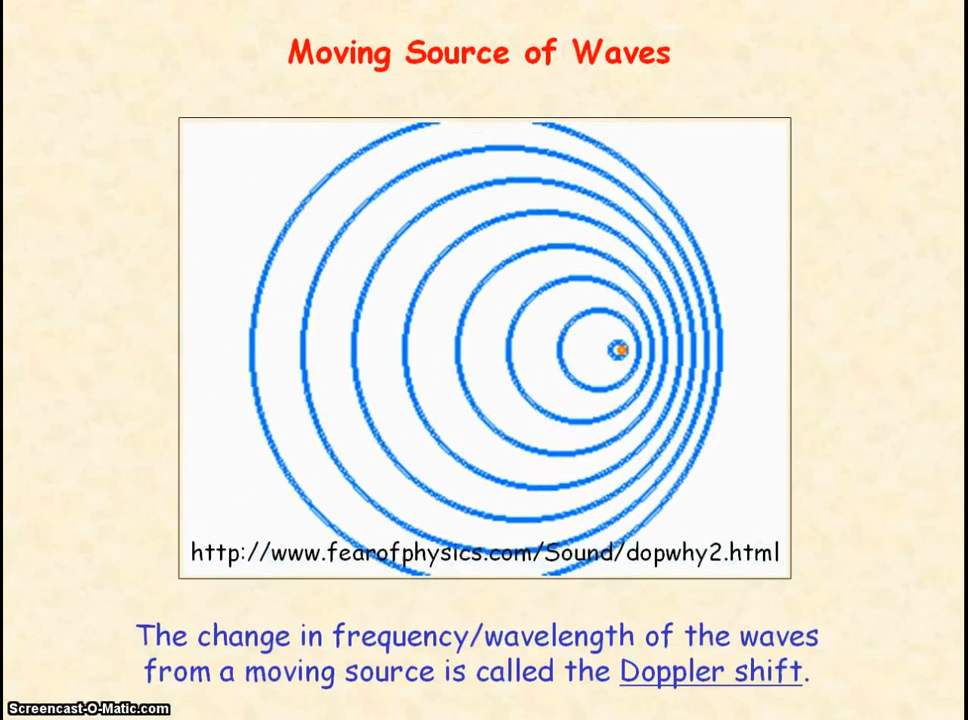 Moving Source of Waves
http://www.fearofphysics.com/Sound/dopwhy2.html
The change in frequency/wavelength of the waves
from a moving source is called the Doppler shift.
Screencast-O-Matic.com